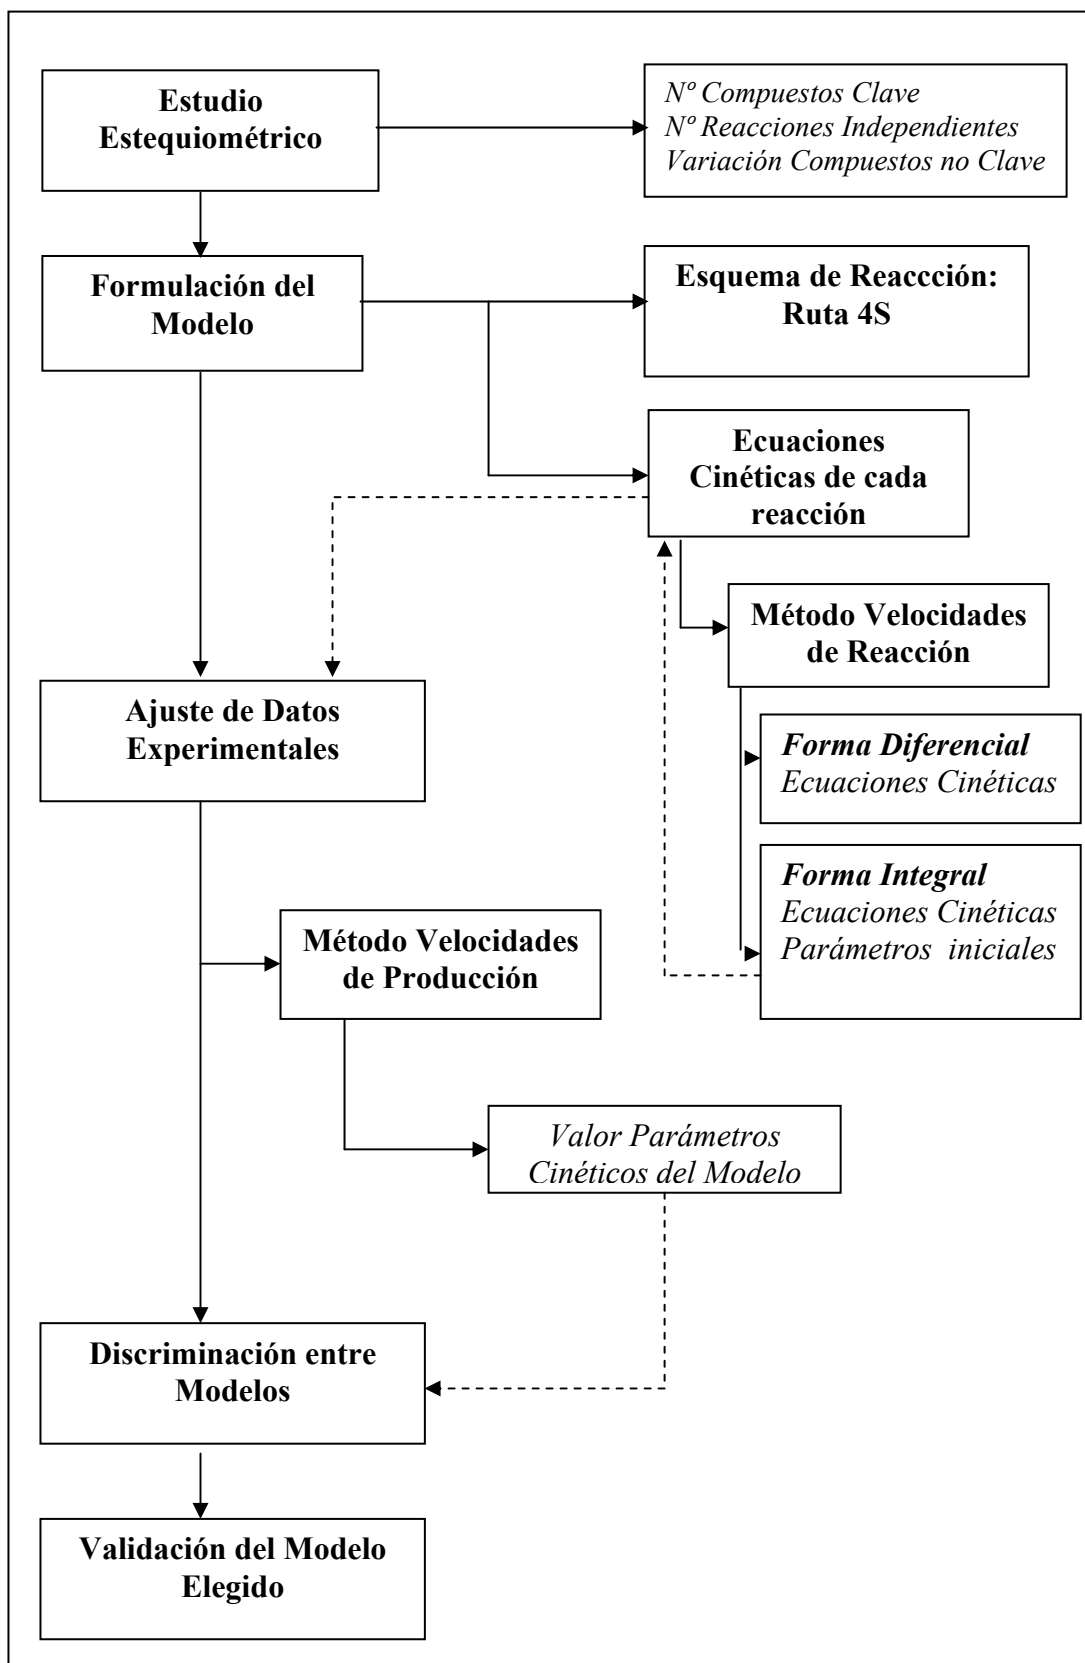 Estudio
Estequiométrico
Nº Compuestos Clave
Nº Reacciones Independientes
Variación Compuestos no Clave
Formulación del
Modelo
Esquema de Reaccción:
Ruta 4S
Ecuaciones
Cinéticas de cada
reacción
Método Velocidades
de Reacción
Ajuste de Datos
Experimentales
Forma Diferencial
Ecuaciones Cinéticas
Forma Integral
Ecuaciones Cinéticas
Parámetros iniciales
Método Velocidades
de Producción
Valor Parámetros
Cinéticos del Modelo
Discriminación entre
Modelos
Validación del Modelo
Elegido